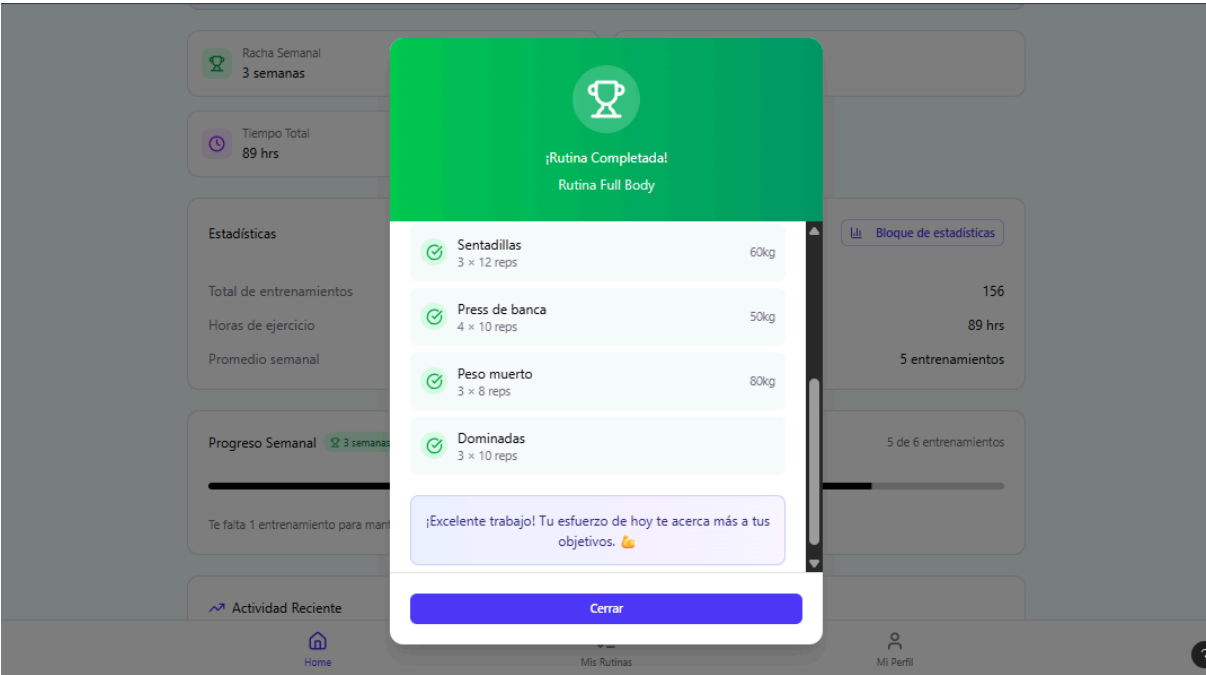 Racha Semanal
3 semanas
Tiempo Total
89 hrs
Estadísticas
Bloque de estadísticas
Total de entrenamientos
156
Horas de ejercicio
89 hrs
Promedio semanal
5 entrenamientos
Progreso Semanal
3 semanas
5 de 6 entrenamientos
Te falta 1 entrenamiento para
Actividad Reciente
¡Rutina Completada!
Rutina Full Body
Sentadillas
3 × 12 reps
60kg
Press de banca
4 × 10 reps
50kg
Peso muerto
3 × 8 reps
80kg
Dominadas
3 × 10 reps
¡Excelente trabajo! Tu esfuerzo de hoy te acerca más a tus
objetivos. 💪
Cerrar
Home
Mis Rutinas
Mi Perfil